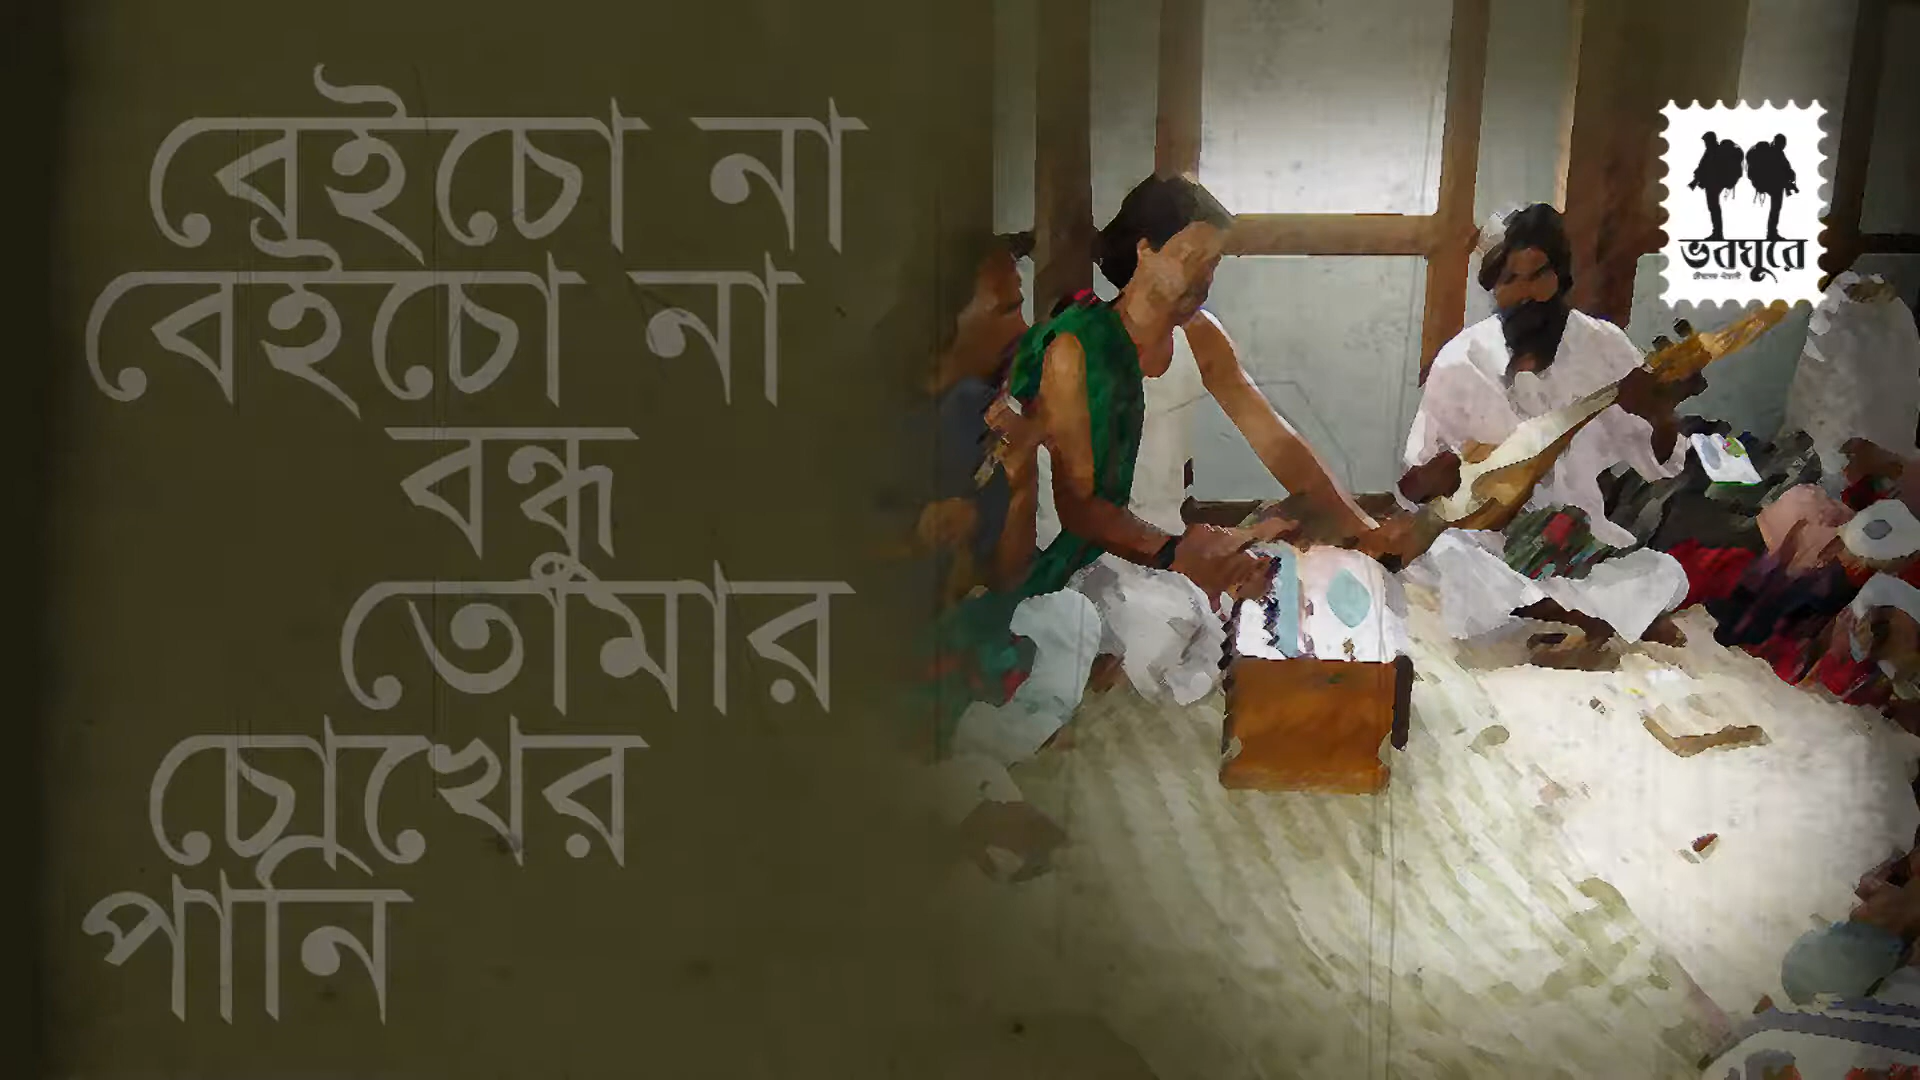 বেইচো না
বেইচো না
বন্ধু
তোমার
চোখের
পানি
ভবঘুরে